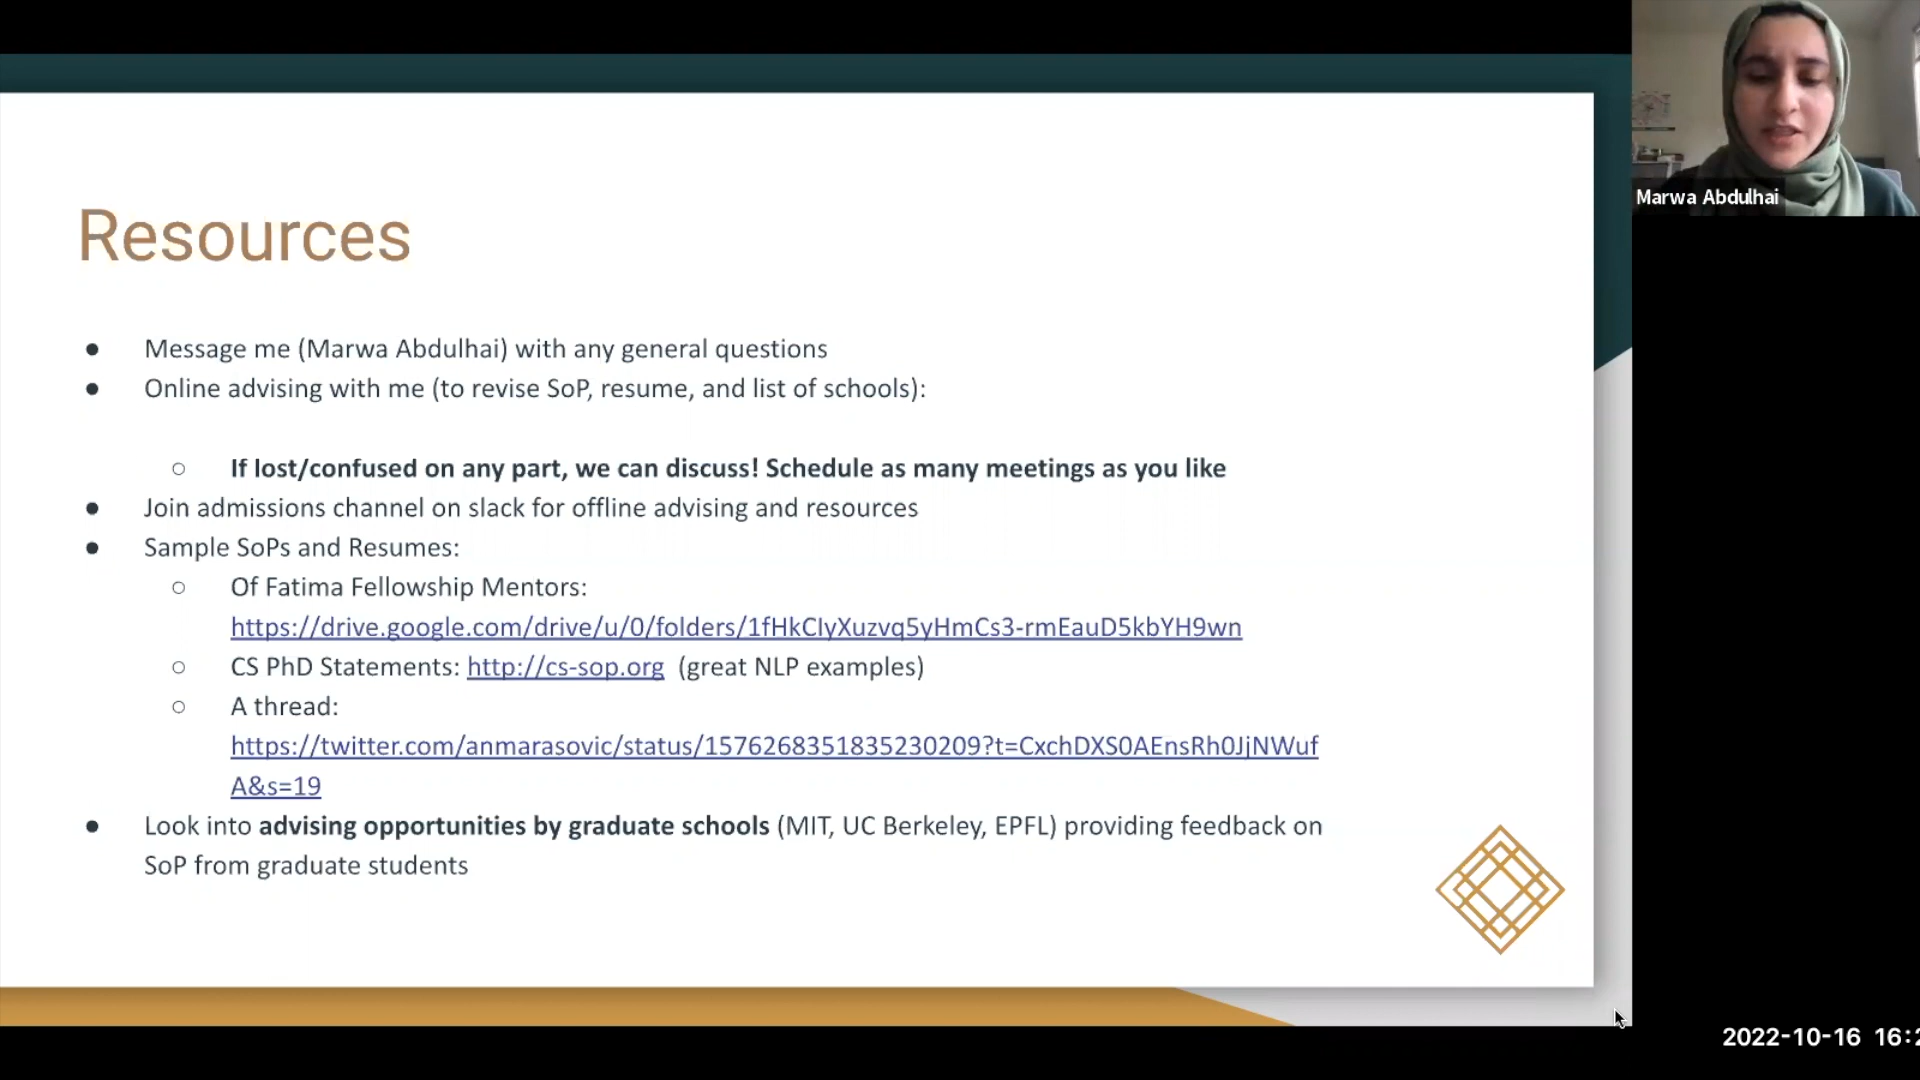 Resources
● Message me (Marwa Abdulhai) with any general questions
● Online advising with me (to revise SoP, resume, and list of schools):
○ If lost/confused on any part, we can discuss! Schedule as many meetings as you like
● Join admissions channel on slack for offline advising and resources
● Sample SoPs and Resumes:
○ Of Fatima Fellowship Mentors:
https://drive.google.com/drive/u/0/folders/1fHkCIyXuzvq5yHmCs3-rmEauD5kbYH9wn
○ CS PhD Statements: http://cs-sop.org (great NLP examples)
○ A thread:
https://twitter.com/anmarasovic/status/1576268351835230209?t=CxchDXS0AEnsRh0JjNWuf
A&s=19
● Look into advising opportunities by graduate schools (MIT, UC Berkeley, EPFL) providing feedback on
SoP from graduate students
Marwa Abdulhai
2022-10-16 16:2